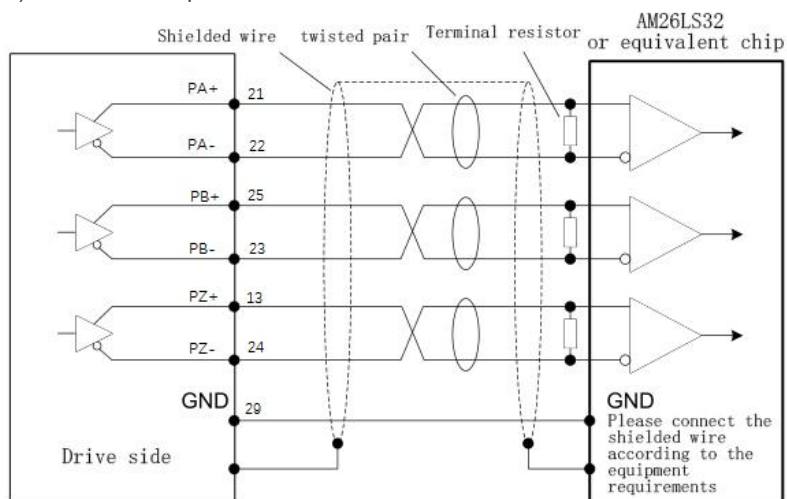 AM26LS32
or equivalent chip
Shielded wire
twisted pair
Terminal resistor
PA+
21
PA-
22
PB+
25
PB-
23
PZ+
13
PZ-
24
GND
29
Drive side
GND
Please connect the
shielded wire
according to the
equipment
requirements